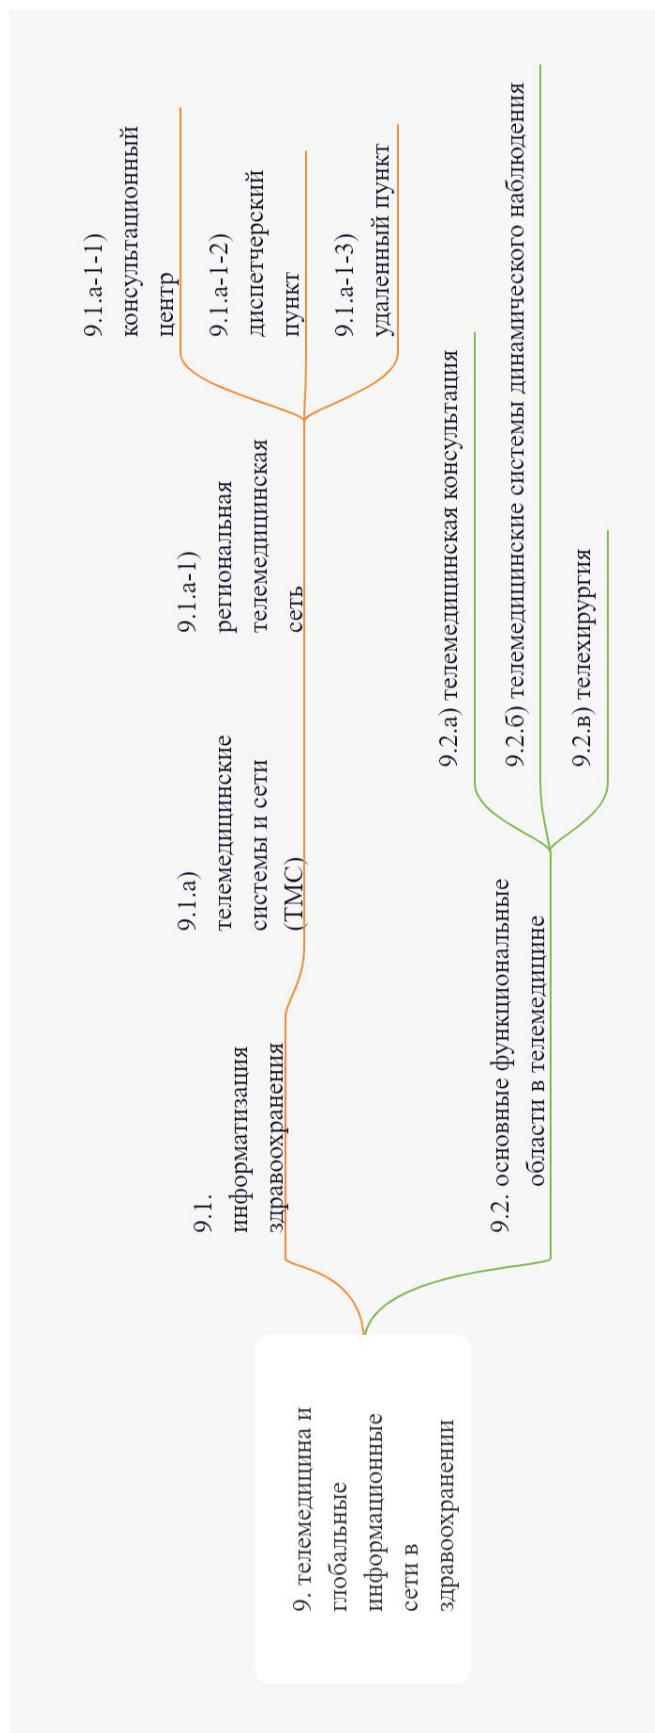 9. телемедицина и
глобальные
информационные
сети в
здравоохранении
9.1.
информатизация
здравоохранения
9.1.а)
телемедицинские
системы и сети
(ТМС)
9.1.а-1)
региональная
телемедицинская
сеть
9.1.а-1-1)
консультационный
центр
9.1.а-1-2)
диспетчерский
пункт
9.1.а-1-3)
удаленный пункт
9.2. основные функциональные
области в телемедицине
9.2.а) телемедицинская консультация
9.2.б) телемедицинские системы динамического наблюдения
9.2.в) телехирургия